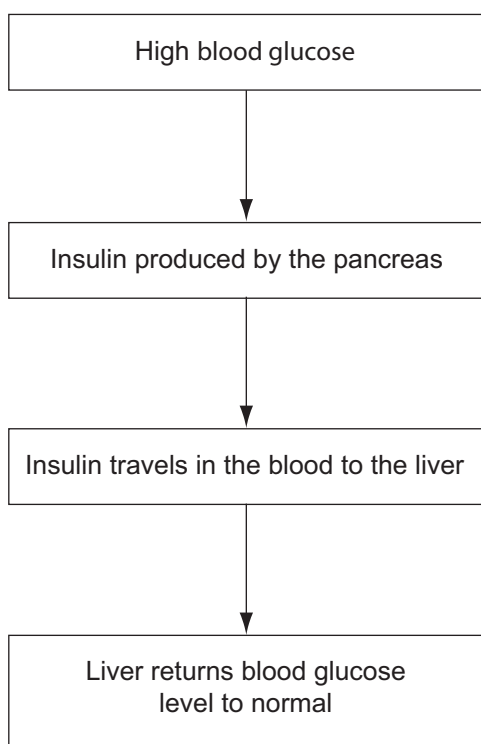 High blood glucose
Insulin produced by the pancreas
Insulin travels in the blood to the liver
Liver returns blood glucose
level to normal